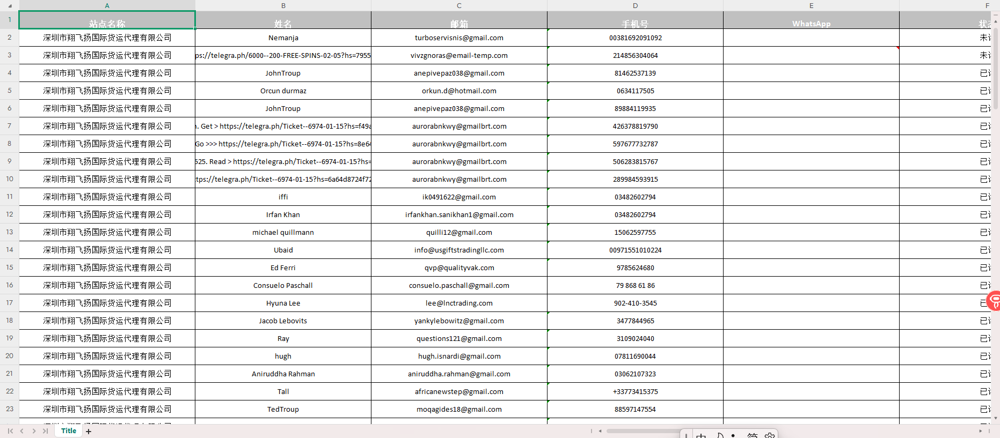 A B C D E F
1 站点名称 姓名 邮箱 手机号 WhatsApp 状
2 深圳市翔飞扬国际货运代理有限公司 Nemanja turboservisnis@gmail.com 00381692091092 未
3 深圳市翔飞扬国际货运代理有限公司 ps://telegra.ph/6000--200-FREE-SPINS-02-05?hs=7955 vivzgnoras@email-temp.com 214856304064 未
4 深圳市翔飞扬国际货运代理有限公司 JohnTroup anepivepaz038@gmail.com 81462537139 已
5 深圳市翔飞扬国际货运代理有限公司 Orcun durmaz orkun.d@hotmail.com 0634117505 已
6 深圳市翔飞扬国际货运代理有限公司 JohnTroup anepivepaz038@gmail.com 89884119935 已
7 深圳市翔飞扬国际货运代理有限公司 . Get > https://telegra.ph/Ticket--6974-01-15?hs=f49a aurorabnkwy@gmailbrt.com 426378819790 已
8 深圳市翔飞扬国际货运代理有限公司 Go >>> https://telegra.ph/Ticket--6974-01-15?hs=8e64 aurorabnkwy@gmailbrt.com 597677732787 已
9 深圳市翔飞扬国际货运代理有限公司 525. Read > https://telegra.ph/Ticket--6974-01-15?hs= aurorabnkwy@gmailbrt.com 506283815767 已
10 深圳市翔飞扬国际货运代理有限公司 tps://telegra.ph/Ticket--6974-01-15?hs=6a64d8724f72 aurorabnkwy@gmailbrt.com 289984593915 已
11 深圳市翔飞扬国际货运代理有限公司 iffi ik0491622@gmail.com 03482602794 已
12 深圳市翔飞扬国际货运代理有限公司 Irfan Khan irfankhan.sanikhan1@gmail.com 03482602794 已
13 深圳市翔飞扬国际货运代理有限公司 michael quillmann quilli12@gmail.com 15062597755 已
14 深圳市翔飞扬国际货运代理有限公司 Ubaid info@usgiftstradingllc.com 00971551010224 已
15 深圳市翔飞扬国际货运代理有限公司 Ed Ferri qvp@qualityvak.com 9785624680 已
16 深圳市翔飞扬国际货运代理有限公司 Consuelo Paschall consuelo.paschall@gmail.com 79 868 61 86 已
17 深圳市翔飞扬国际货运代理有限公司 Hyuna Lee lee@lnctrading.com 902-410-3545
18 深圳市翔飞扬国际货运代理有限公司 Jacob Lebovits yankylebowitz@gmail.com 3477844965 已
19 深圳市翔飞扬国际货运代理有限公司 Ray questions121@gmail.com 3109024040 已
20 深圳市翔飞扬国际货运代理有限公司 hugh hugh.isnardi@gmail.com 07811690044 已
21 深圳市翔飞扬国际货运代理有限公司 Aniruddha Rahman aniruddha.rahman@gmail.com 03062107323 已
22 深圳市翔飞扬国际货运代理有限公司 Tall africanewstep@gmail.com +33773415375 已
23 深圳市翔飞扬国际货运代理有限公司 TedTroup moqagides18@gmail.com 88597147554 已
Title +